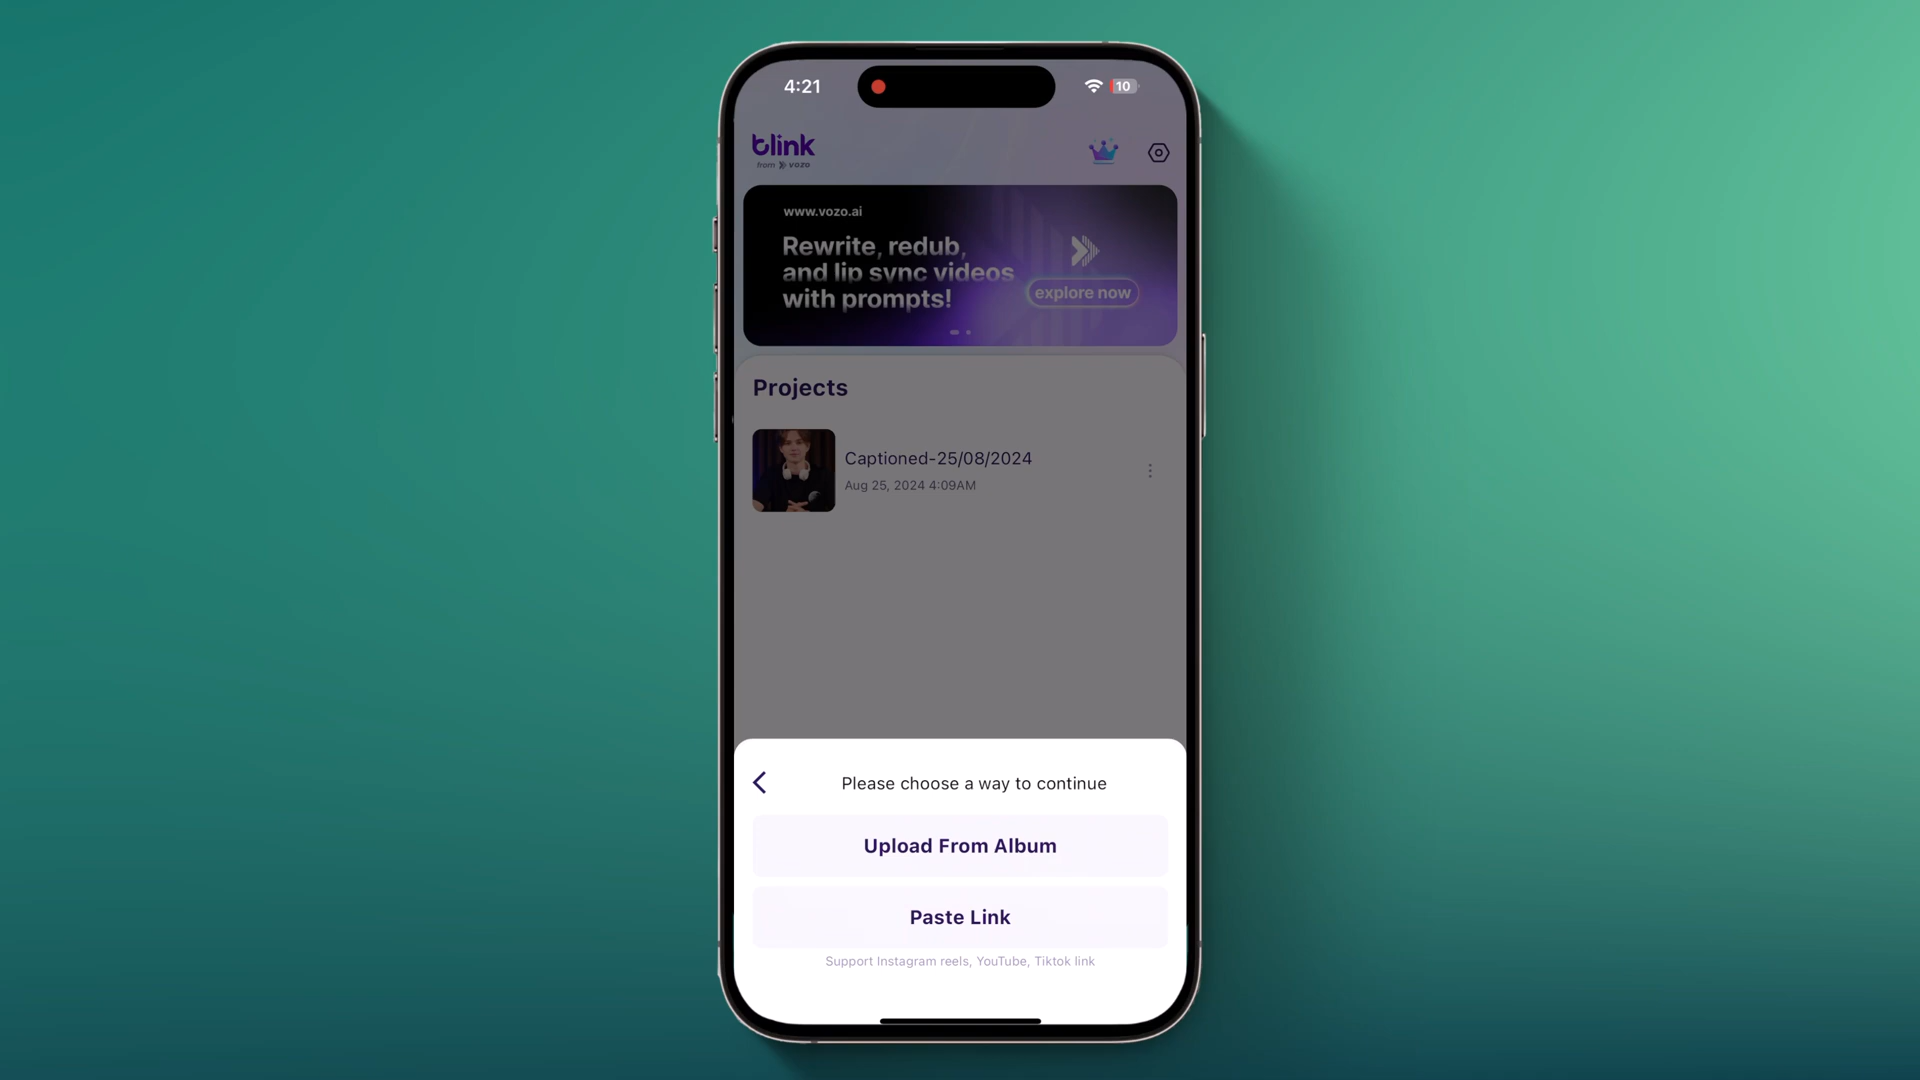 4:21
10
blink
from vozo
www.vozo.ai
Rewrite, redub,
and lip sync videos
with prompts!
explore now
Projects
Captioned-25/08/2024
Aug 25, 2024 4:09AM
Please choose a way to continue
Upload From Album
Paste Link
Support Instagram reels, YouTube, Tiktok link